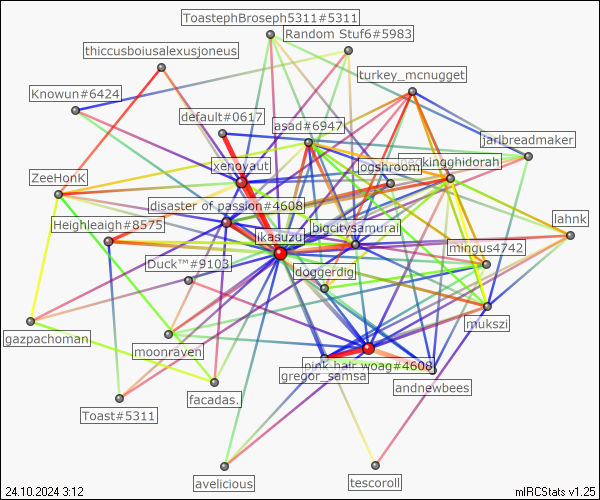 ToastephBroseph5311#5311
Random Stuf6#5983
thiccusboiusalexusjoneus
turkey_mcnugget
Knowun#6424
default#0617
asad#6947
jarlbreadmaker
xenoyaut
ogshroom
kingghidorah
ZeeHonK
disaster of passion#4608
Heighleaigh#8575
ikasuzu
bigcitysamurai
lahnk
mingus4742
Duck™#9103
doggerdig
mukszi
gazpachoman
moonraven
pink hair woag#4608
gregor_samsa
andnewbees
facadas.
Toast#5311
avelicious
tescoroll
24.10.2024 3:12
mIRCStats v1.25